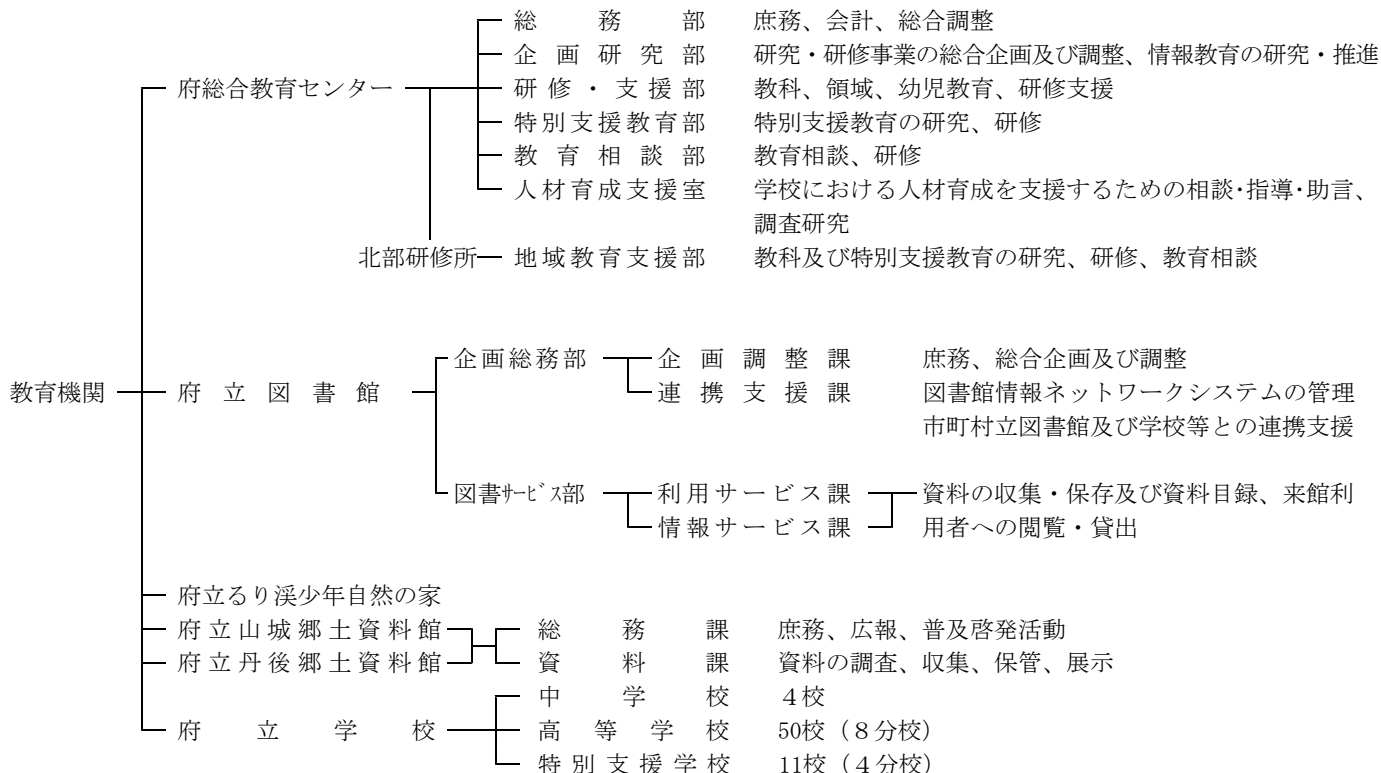 総務部 庶務、会計、総合調整
企画研究部 研究・研修事業の総合企画及び調整、情報教育の研究・推進
府総合教育センター 研修・支援部 教科、領域、幼児教育、研修支援
特別支援教育部 特別支援教育の研究、研修
教育相談部 教育相談、研修
人材育成支援室 学校における人材育成を支援するための相談・指導・助言、
調査研究
北部研修所 地域教育支援部 教科及び特別支援教育の研究、研修、教育相談
企画総務部 企画調整課 庶務、総合企画及び調整
教育機関 府立図書館 連携支援課 図書館情報ネットワークシステムの管理
市町村立図書館及び学校等との連携支援
図書ｻｰﾋﾞｽ部 利用サービス課 資料の収集・保存及び資料目録、来館利
情報サービス課 用者への閲覧・貸出
府立るり渓少年自然の家
府立山城郷土資料館 総務課 庶務、広報、普及啓発活動
府立丹後郷土資料館 資料課 資料の調査、収集、保管、展示
中学校 ４校
府立学校 高等学校 50校（８分校）
特別支援学校 11校（４分校）